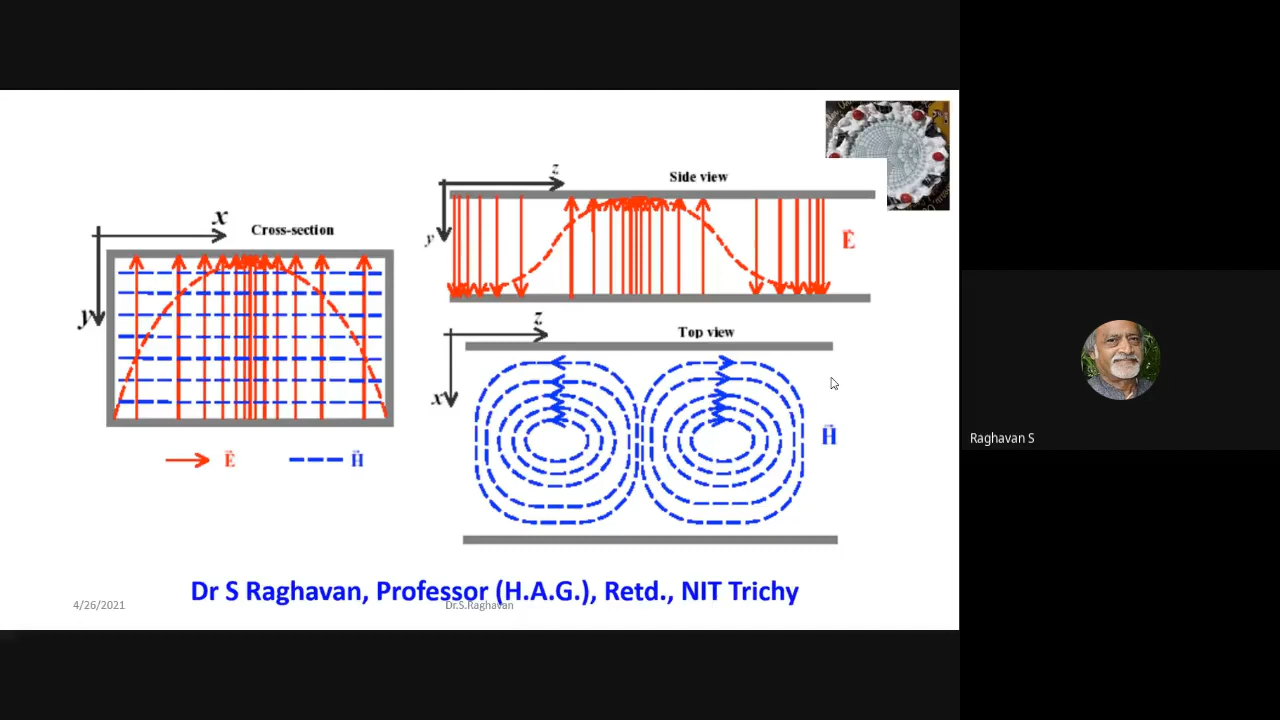 z
Side view
x
Cross-section
y
E
y
z
Top view
x
H
E
H
Dr S Raghavan, Professor (H.A.G.), Retd., NIT Trichy
4/26/2021
Dr.S.Raghavan
Raghavan S